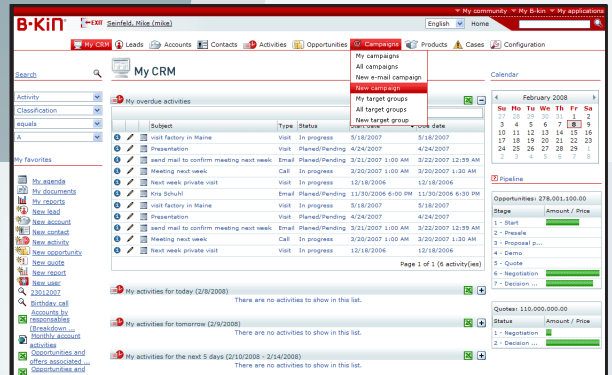 My community My B-kin My applications
B·KiN EXIT Seinfeld, Mike (mike) English Home
My CRM Leads Accounts Contacts Activities Opportunities Campaigns Products Cases Configuration
My campaigns
All campaigns
New e-mail campaign
New campaign
My target groups
All target groups
New target group
Search
Activity
Classification
equals
A
My favorites
My agenda
My documents
My reports
New lead
New account
New contact
New activity
New opportunity
New quote
New report
New user
23012007
Birthday call
Accounts by
responsables
(Breakdown ...
Monthly account
activities
Opportunities and
offers associated ...
Opportunities and
My CRM
My overdue activities
Subject Type Status Start date Due date
visit factory in Maine Visit In progress 5/18/2007 5/18/2007
Presentation Visit Planed/Pending 4/24/2007 4/24/2007
send mail to confirm meeting next week Email Planed/Pending 3/21/2007 1:00 AM 3/22/2007 12:59 AM
Meeting next week Call In progress 3/20/2007 1:00 AM 3/20/2007 1:30 AM
Next week private visit Visit In progress 12/18/2006 12/18/2006
Kris Schuhl Email Planed/Pending 11/30/2006 6:00 PM 11/30/2006 6:30 PM
visit factory in Maine Visit In progress 5/18/2007 5/18/2007
Presentation Visit Planed/Pending 4/24/2007 4/24/2007
send mail to confirm meeting next week Email Planed/Pending 3/21/2007 1:00 AM 3/22/2007 12:59 AM
Meeting next week Call In progress 3/20/2007 1:00 AM 3/20/2007 1:30 AM
Next week private visit Visit In progress 12/18/2006 12/18/2006
Page 1 of 1 (6 activity(ies)
My activities for today (2/8/2008)
There are no activities to show in this list.
My activities for tomorrow (2/9/2008)
There are no activities to show in this list.
My activities for the next 5 days (2/10/2008 - 2/14/2008)
There are no activities to show in this list.
Calendar
February 2008
Su Mo Tu We Th Fr Sa
27 28 29 30 31 1 2
3 4 5 6 7 8 9
10 11 12 13 14 15 16
17 18 19 20 21 22 23
24 25 26 27 28 29 1
2 3 4 5 6 7 8
Pipeline
Opportunities: 278.001.100.00
Stage Amount / Price
1 - Start
2 - Presale
3 - Proposal p...
4 - Demo
5 - Quote
6 - Negotiation
7 - Decision ...
Quotes: 110.000.000.00
Status Amount / Price
1 - Negotiation
2 - Decision ...